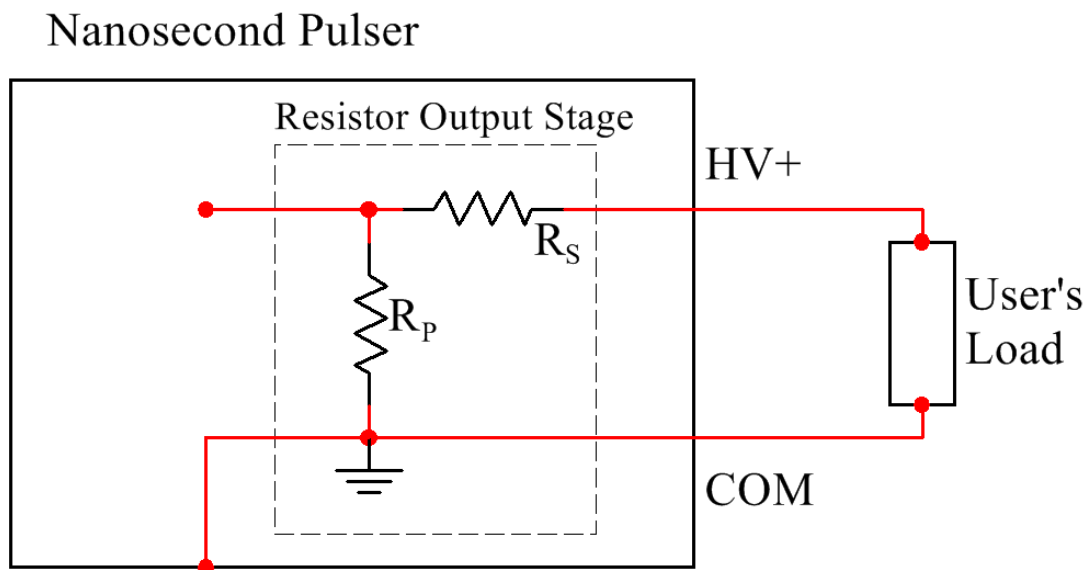 Nanosecond Pulser
Resistor Output Stage
HV+
RS
RP
User's
Load
COM